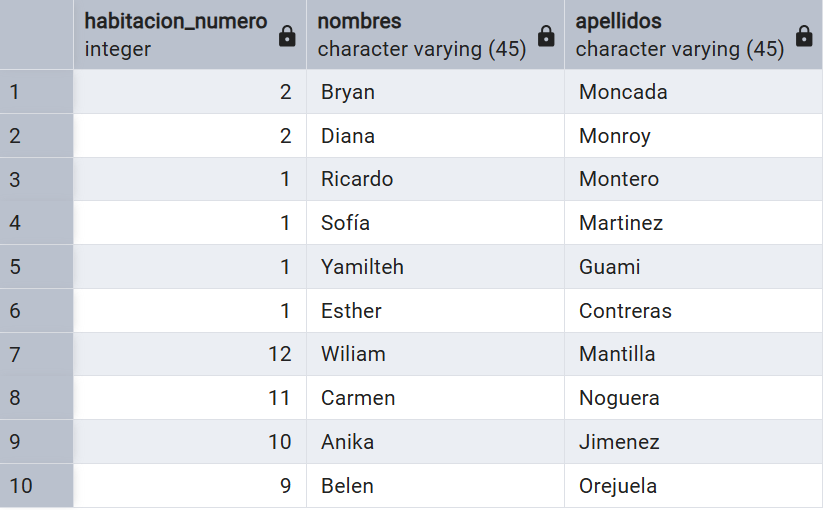 habitacion_numero nombres apellidos
integer character varying (45) character varying (45)
1 2 Bryan Moncada
2 2 Diana Monroy
3 1 Ricardo Montero
4 1 Sofía Martinez
5 1 Yamilteh Guami
6 1 Esther Contreras
7 12 Wiliam Mantilla
8 11 Carmen Noguera
9 10 Anika Jimenez
10 9 Belen Orejuela